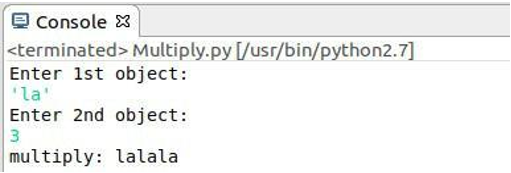 Console
<terminated> Multiply.py [/usr/bin/python2.7]
Enter 1st object:
'la'
Enter 2nd object:
3
multiply: lalala